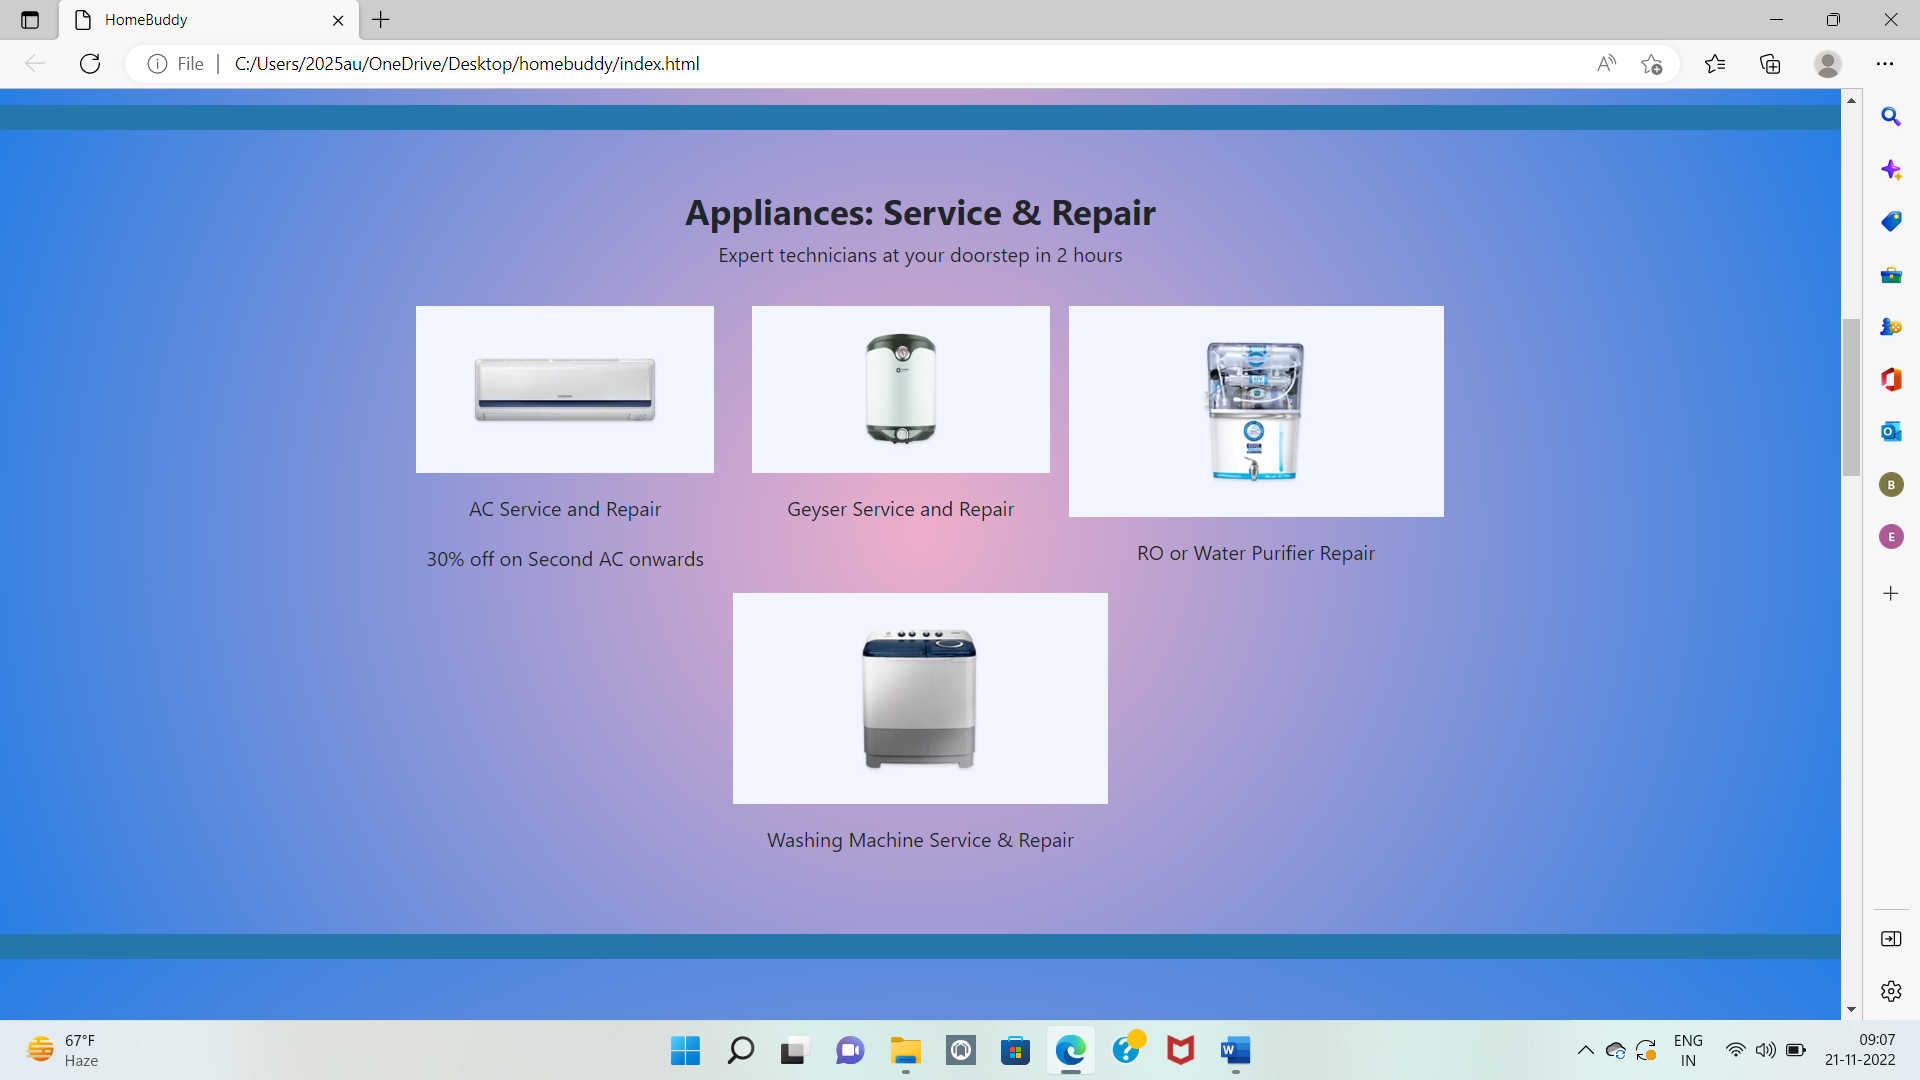 HomeBuddy
File
C:/Users/2025au/OneDrive/Desktop/homebuddy/index.html
Appliances: Service & Repair
Expert technicians at your doorstep in 2 hours
AC Service and Repair
30% off on Second AC onwards
Geyser Service and Repair
RO or Water Purifier Repair
Washing Machine Service & Repair
B
E
67°F
Haze
ENG
IN
09:07
21-11-2022